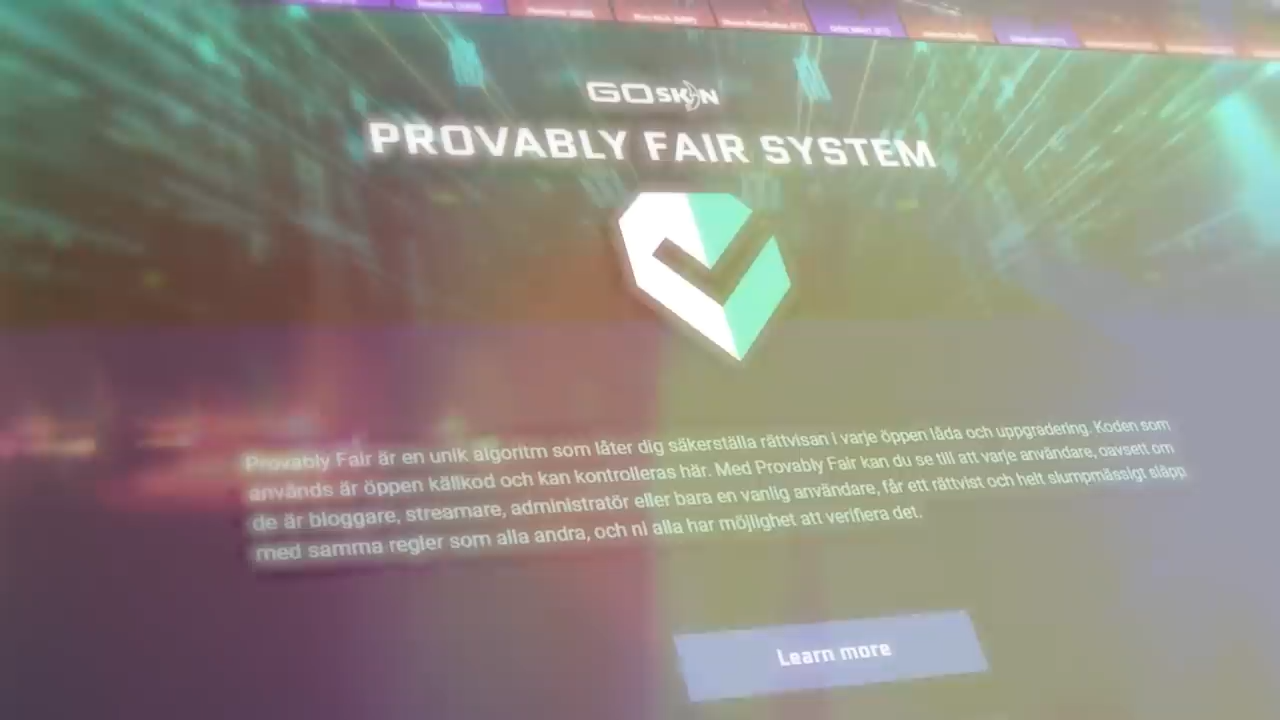 GOSKIN
PROVABLY FAIR SYSTEM
Provably Fair är en unik algoritm som låter dig säkerställa rättvisan i varje öppen låda och uppgradering. Koden som
används är öppen källkod och kan kontrolleras här. Med Provably Fair kan du se till att varje användare, oavsett om
de är bloggare, streamare, administratör eller bara en vanlig användare, får ett rättvist och helt slumpmässigt släpp
med samma regler som alla andra, och ni alla har möjlighet att verifiera det.
Learn more